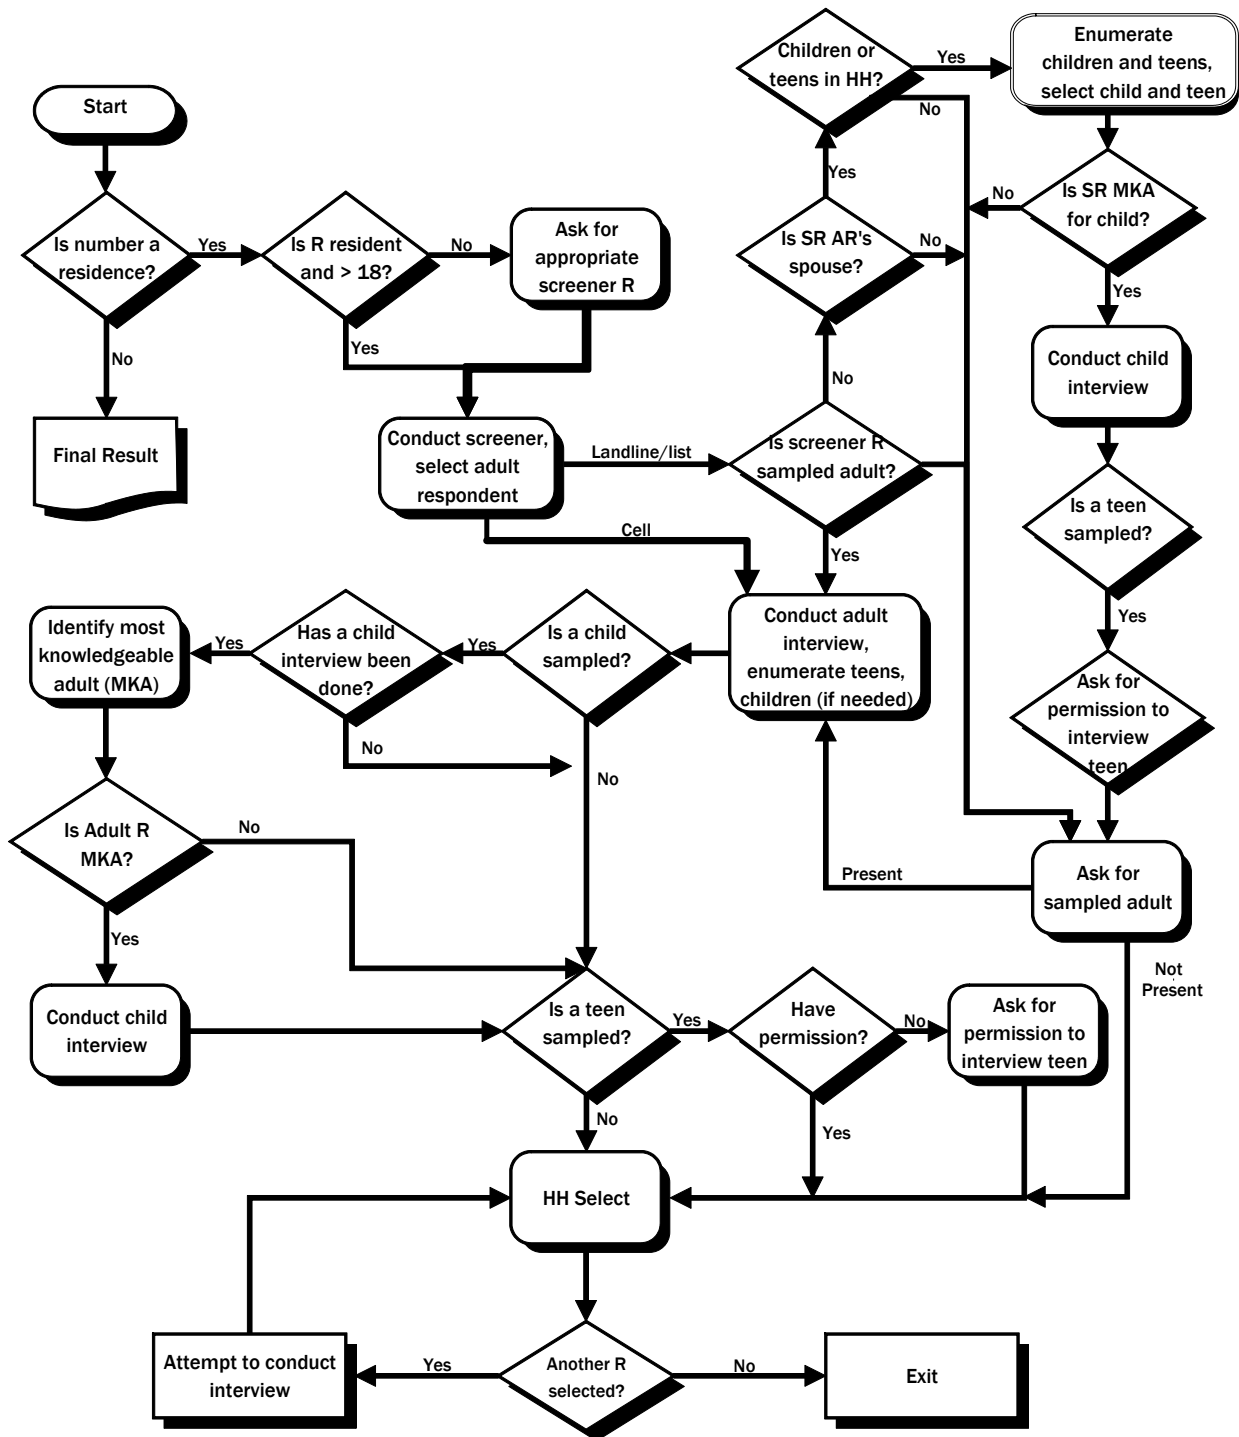 Children or
teens in HH?
Yes
No
Enumerate
children and teens,
select child and teen
Start
Is number a
residence?
Yes
No
Is R resident
and > 18?
No
Yes
Ask for
appropriate
screener R
Yes
Is SR AR's
spouse?
No
No
Is SR MKA
for child?
No
Yes
Conduct child
interview
Final Result
Conduct screener,
select adult
respondent
Landline/list
Cell
Is screener R
sampled adult?
Yes
Is a teen
sampled?
Yes
Identify most
knowledgeable
adult (MKA)
Yes
Has a child
interview been
done?
No
Yes
Is a child
sampled?
No
Conduct adult
interview,
enumerate teens,
children (if needed)
Ask for
permission to
interview
teen
Is Adult R
MKA?
No
Yes
Present
Ask for
sampled adult
Not
Present
Conduct child
interview
Is a teen
sampled?
Yes
No
Have
permission?
No
Yes
Ask for
permission to
interview teen
HH Select
Attempt to conduct
interview
Yes
Another R
selected?
No
Exit